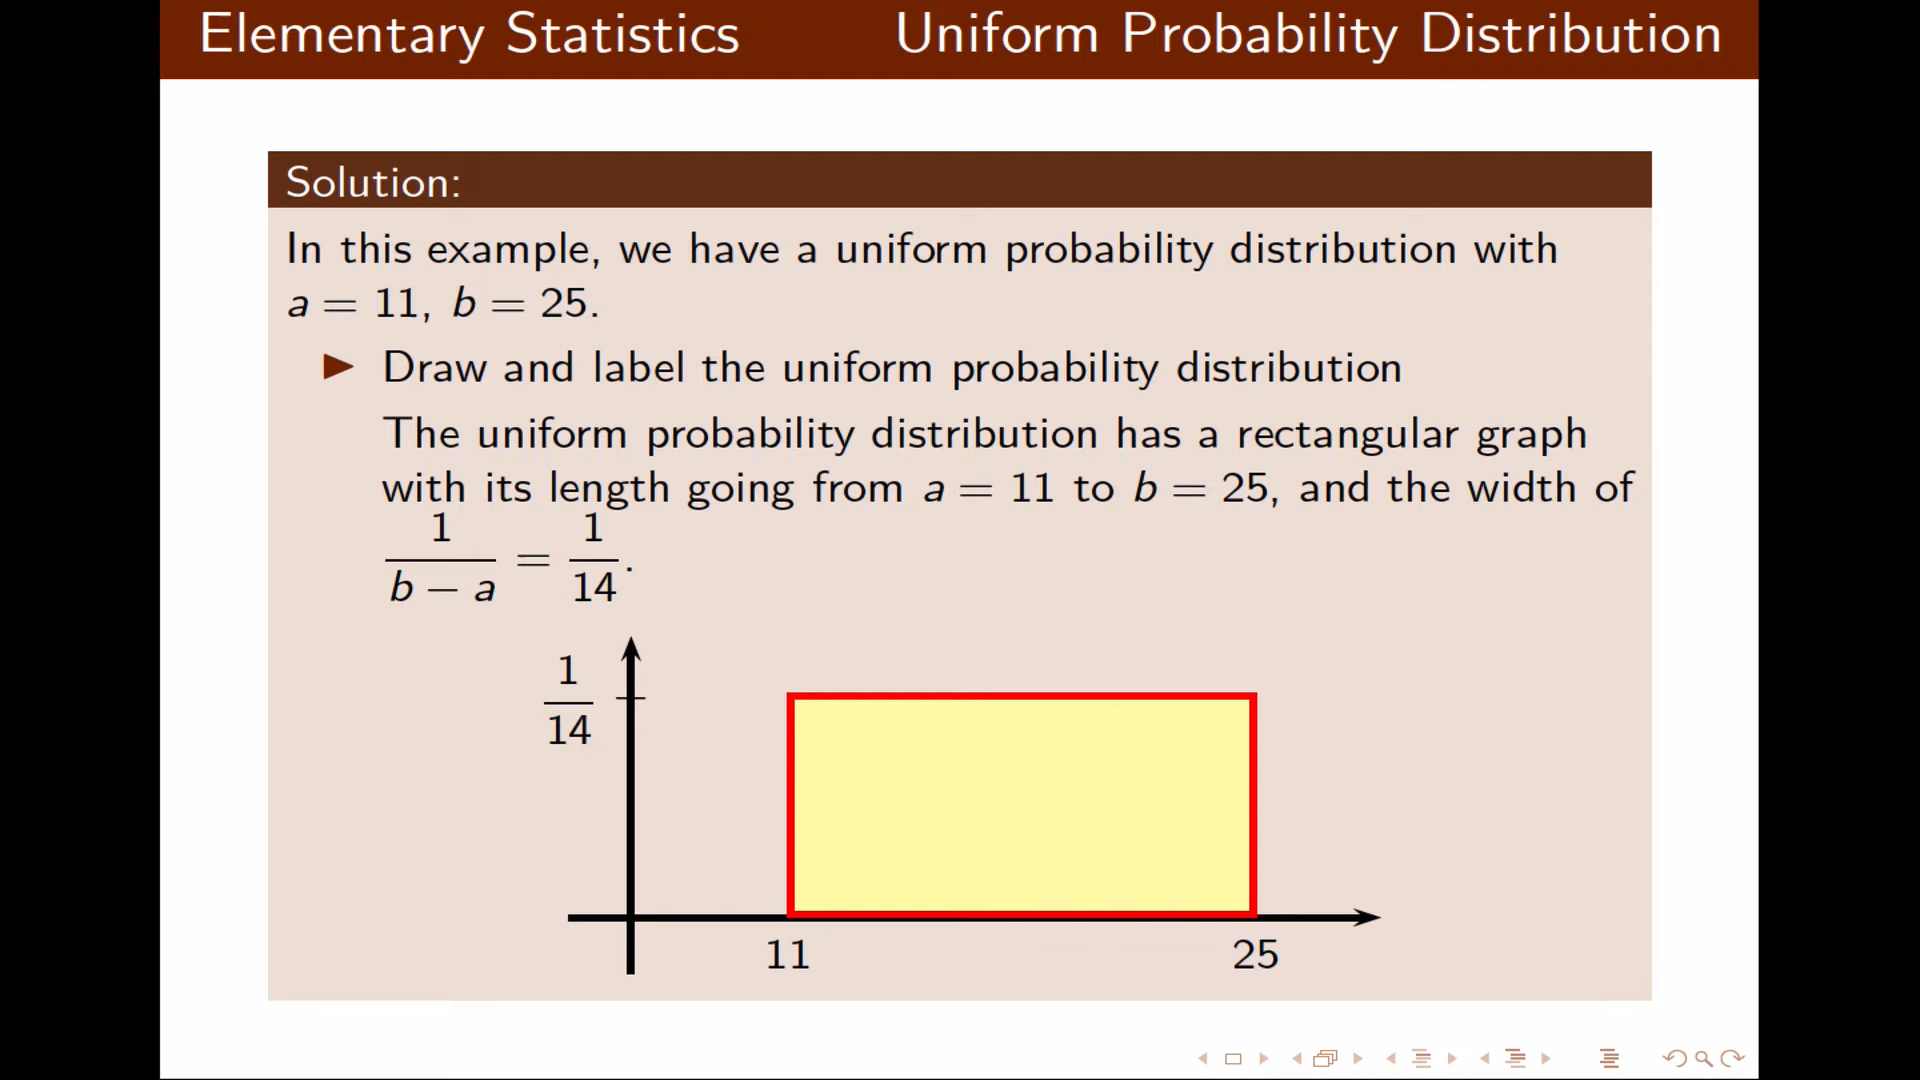 Elementary Statistics Uniform Probability Distribution
Solution:
In this example, we have a uniform probability distribution with
a = 11, b = 25.
▶ Draw and label the uniform probability distribution
The uniform probability distribution has a rectangular graph
with its length going from a = 11 to b = 25, and the width of
1/(b − a) = 1/14.
1/14
11 25